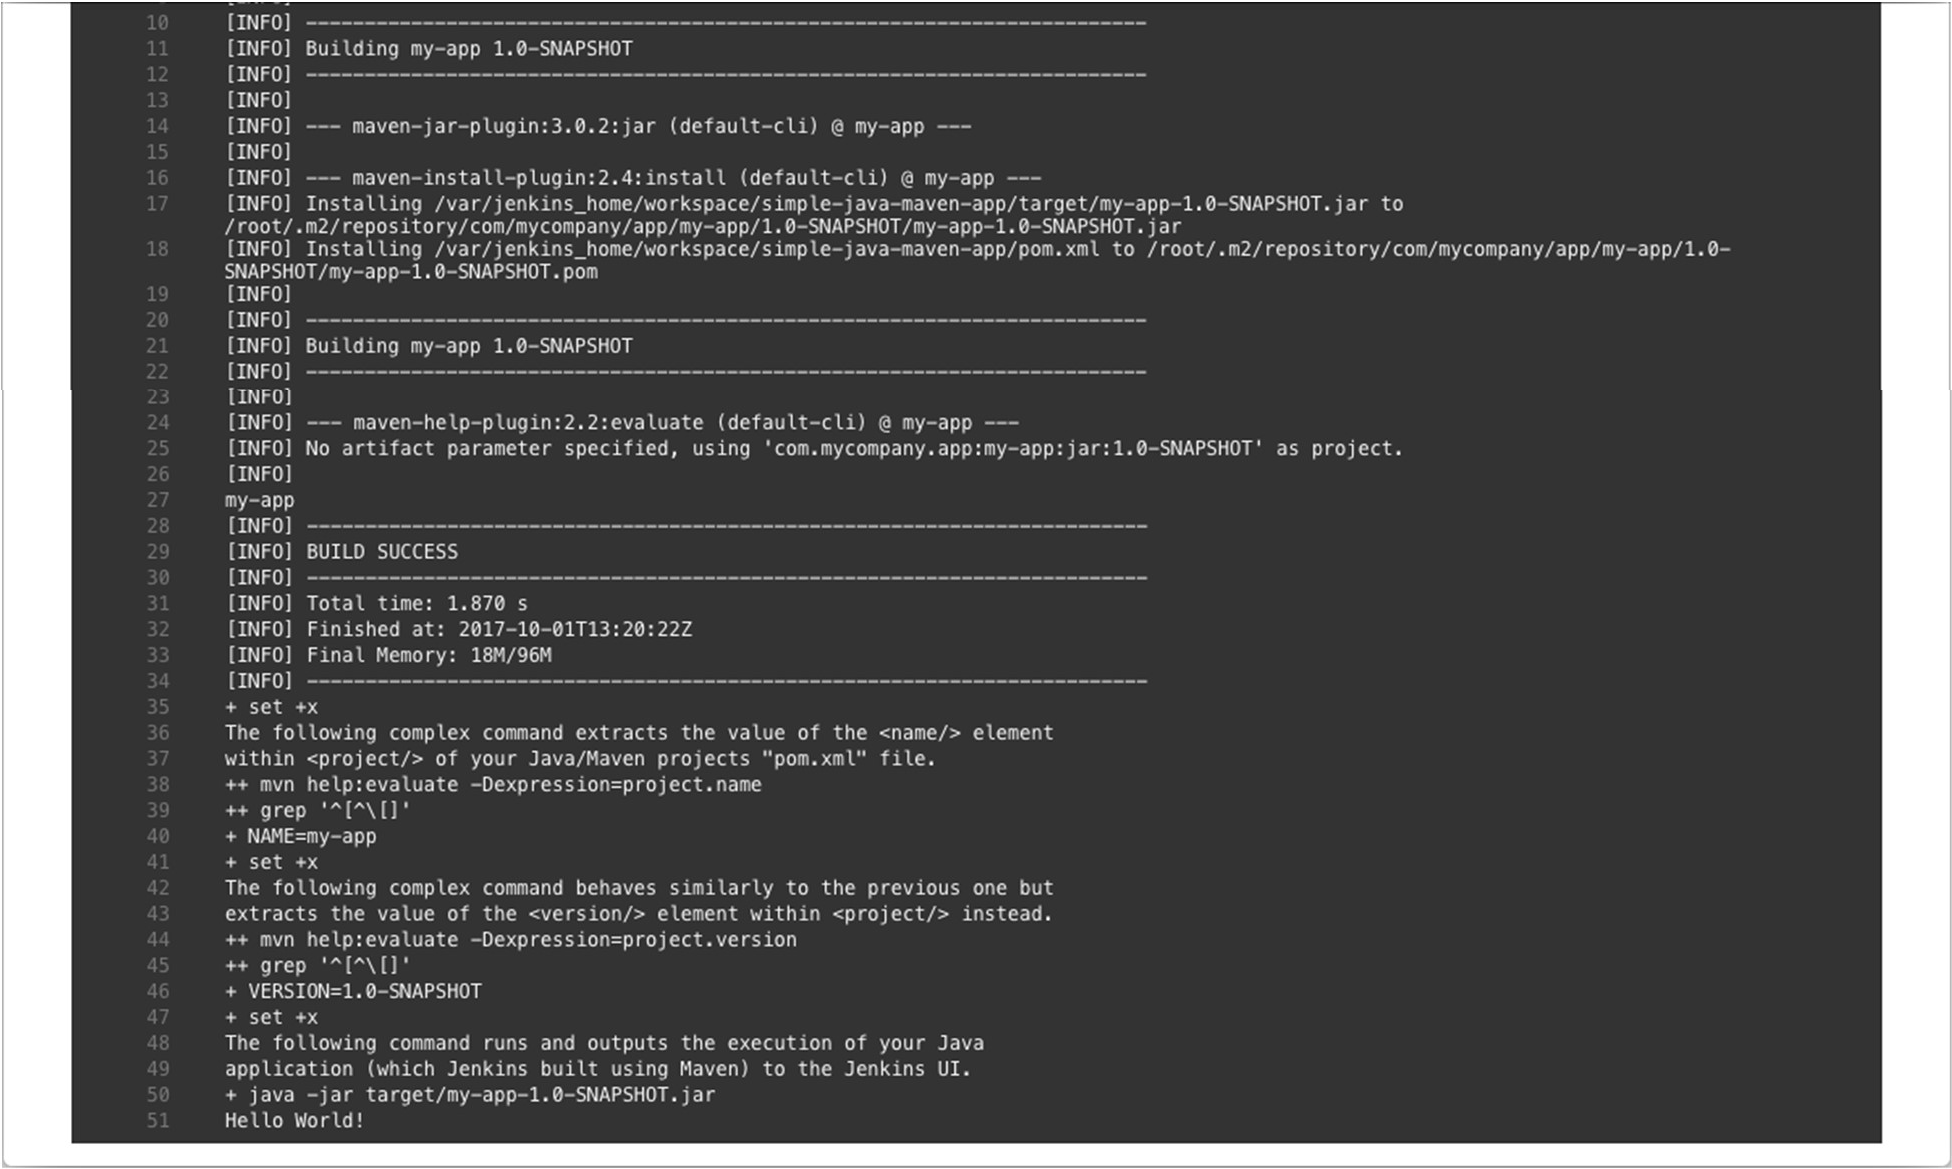 10 [INFO] ------------------------------------------------------------------------
11 [INFO] Building my-app 1.0-SNAPSHOT
12 [INFO] ------------------------------------------------------------------------
13 [INFO]
14 [INFO] --- maven-jar-plugin:3.0.2:jar (default-cli) @ my-app ---
15 [INFO]
16 [INFO] --- maven-install-plugin:2.4:install (default-cli) @ my-app ---
17 [INFO] Installing /var/jenkins_home/workspace/simple-java-maven-app/target/my-app-1.0-SNAPSHOT.jar to
/root/.m2/repository/com/mycompany/app/my-app/1.0-SNAPSHOT/my-app-1.0-SNAPSHOT.jar
18 [INFO] Installing /var/jenkins_home/workspace/simple-java-maven-app/pom.xml to /root/.m2/repository/com/mycompany/app/my-app/1.0-
SNAPSHOT/my-app-1.0-SNAPSHOT.pom
19 [INFO]
20 [INFO] ------------------------------------------------------------------------
21 [INFO] Building my-app 1.0-SNAPSHOT
22 [INFO] ------------------------------------------------------------------------
23 [INFO]
24 [INFO] --- maven-help-plugin:2.2:evaluate (default-cli) @ my-app ---
25 [INFO] No artifact parameter specified, using 'com.mycompany.app:my-app:jar:1.0-SNAPSHOT' as project.
26 [INFO]
27 my-app
28 [INFO] ------------------------------------------------------------------------
29 [INFO] BUILD SUCCESS
30 [INFO] ------------------------------------------------------------------------
31 [INFO] Total time: 1.870 s
32 [INFO] Finished at: 2017-10-01T13:20:22Z
33 [INFO] Final Memory: 18M/96M
34 [INFO] ------------------------------------------------------------------------
35 + set +x
36 The following complex command extracts the value of the <name/> element
37 within <project/> of your Java/Maven projects "pom.xml" file.
38 ++ mvn help:evaluate -Dexpression=project.name
39 ++ grep '^[^\[]'
40 + NAME=my-app
41 + set +x
42 The following complex command behaves similarly to the previous one but
43 extracts the value of the <version/> element within <project/> instead.
44 ++ mvn help:evaluate -Dexpression=project.version
45 ++ grep '^[^\[]'
46 + VERSION=1.0-SNAPSHOT
47 + set +x
48 The following command runs and outputs the execution of your Java
49 application (which Jenkins built using Maven) to the Jenkins UI.
50 + java -jar target/my-app-1.0-SNAPSHOT.jar
51 Hello World!